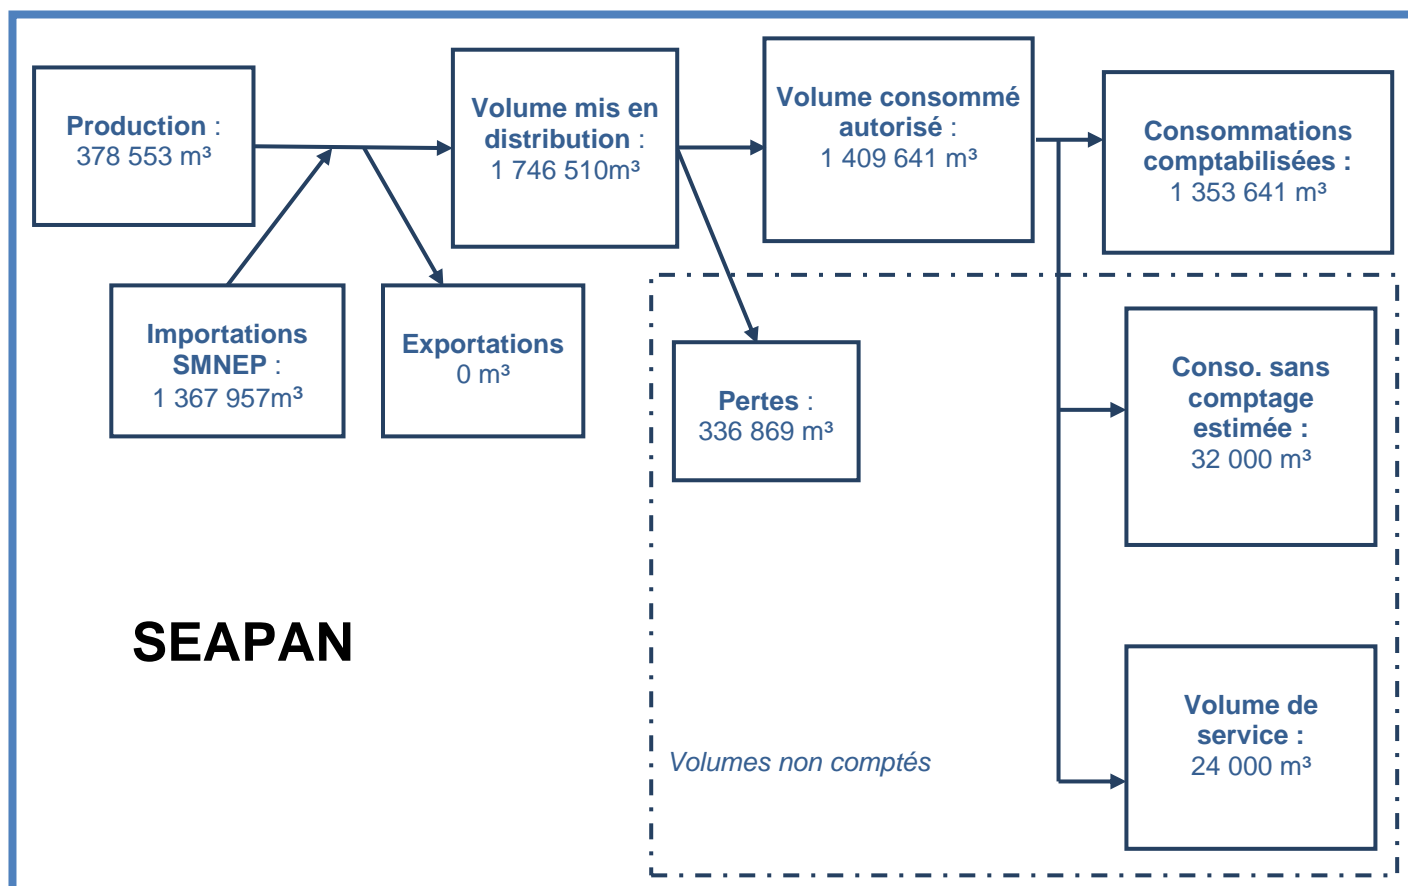 Production :
378 553 m³
Volume mis en
distribution :
1 746 510m³
Volume consommé
autorisé :
1 409 641 m³
Consommations
comptabilisées :
1 353 641 m³
Importations
SMNEP :
1 367 957m³
Exportations
0 m³
Pertes :
336 869 m³
Conso. sans
comptage
estimée :
32 000 m³
SEAPAN
Volumes non comptés
Volume de
service :
24 000 m³